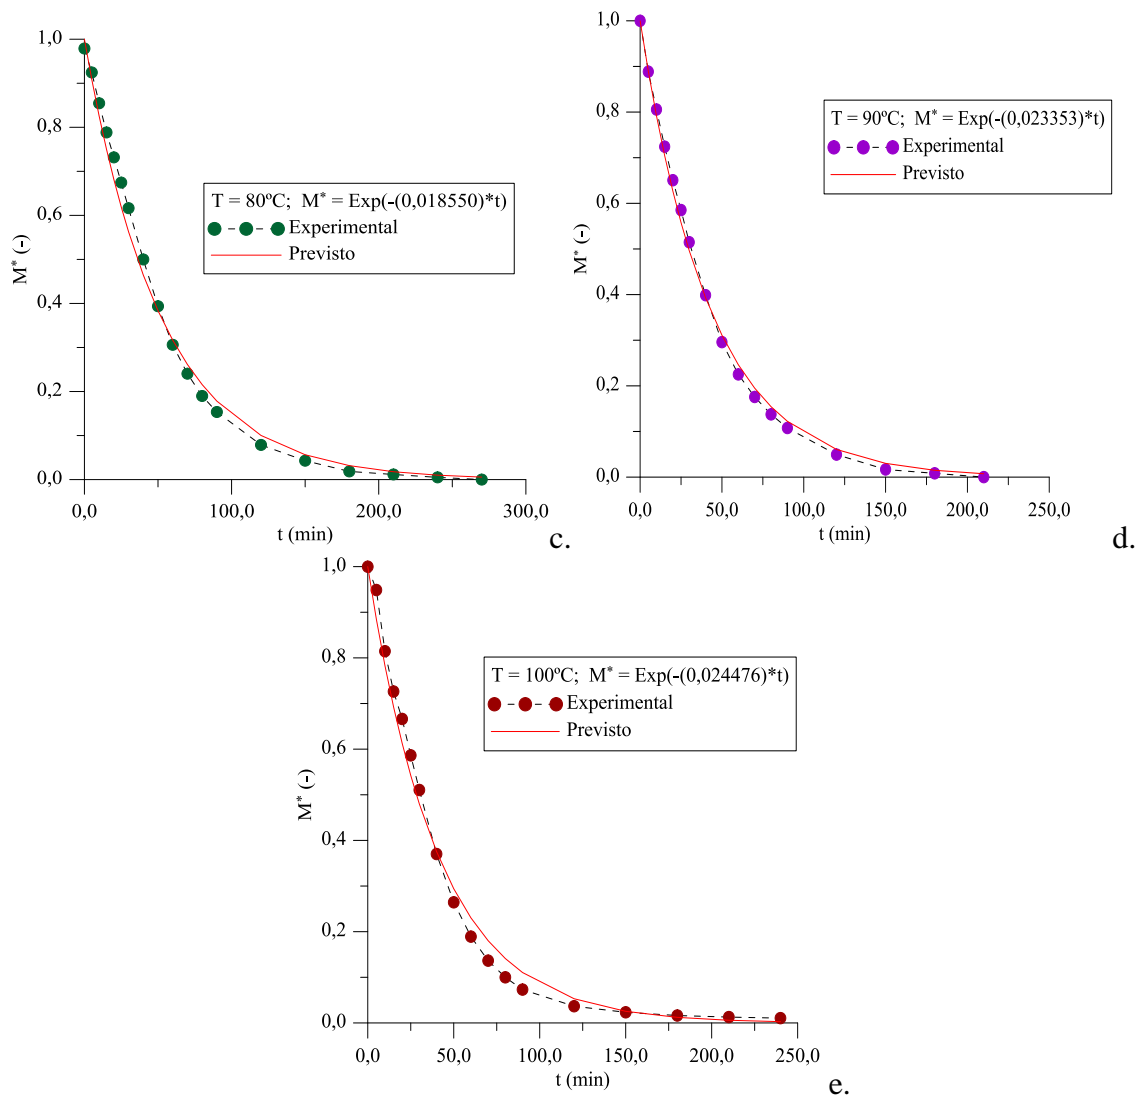 1,0
0,8
0,6
0,4
0,2
0,0
M* (-)
T = 80ºC; M* = Exp(-(0,018550)*t)
Experimental
Previsto
0,0 100,0 200,0 300,0
t (min)
c.
1,0
0,8
0,6
0,4
0,2
0,0
M* (-)
T = 90ºC; M* = Exp(-(0,023353)*t)
Experimental
Previsto
0,0 50,0 100,0 150,0 200,0 250,0
t (min)
d.
1,0
0,8
0,6
0,4
0,2
0,0
M* (-)
T = 100ºC; M* = Exp(-(0,024476)*t)
Experimental
Previsto
0,0 50,0 100,0 150,0 200,0 250,0
t (min)
e.